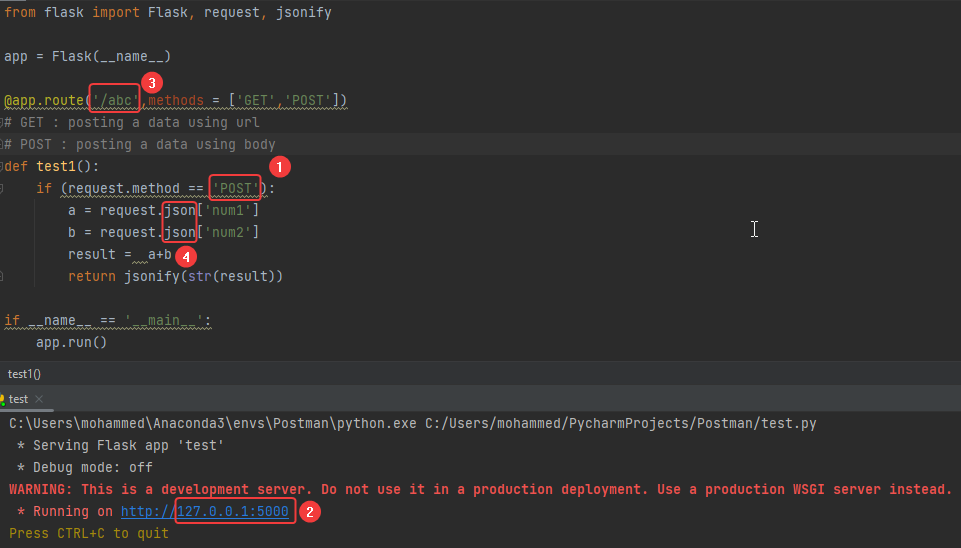 from flask import Flask, request, jsonify
app = Flask(__name__)
3
@app.route('/abc',methods = ['GET','POST'])
# GET : posting a data using url
# POST : posting a data using body
def test1():
1
if (request.method == 'POST'):
a = request.json['num1']
b = request.json['num2']
result = a+b
4
return jsonify(str(result))
if __name__ == '__main__':
app.run()
test1()
test
C:\Users\mohammed\Anaconda3\envs\Postman\python.exe C:/Users/mohammed/PycharmProjects/Postman/test.py
* Serving Flask app 'test'
* Debug mode: off
WARNING: This is a development server. Do not use it in a production deployment. Use a production WSGI server instead.
* Running on http://127.0.0.1:5000
2
Press CTRL+C to quit